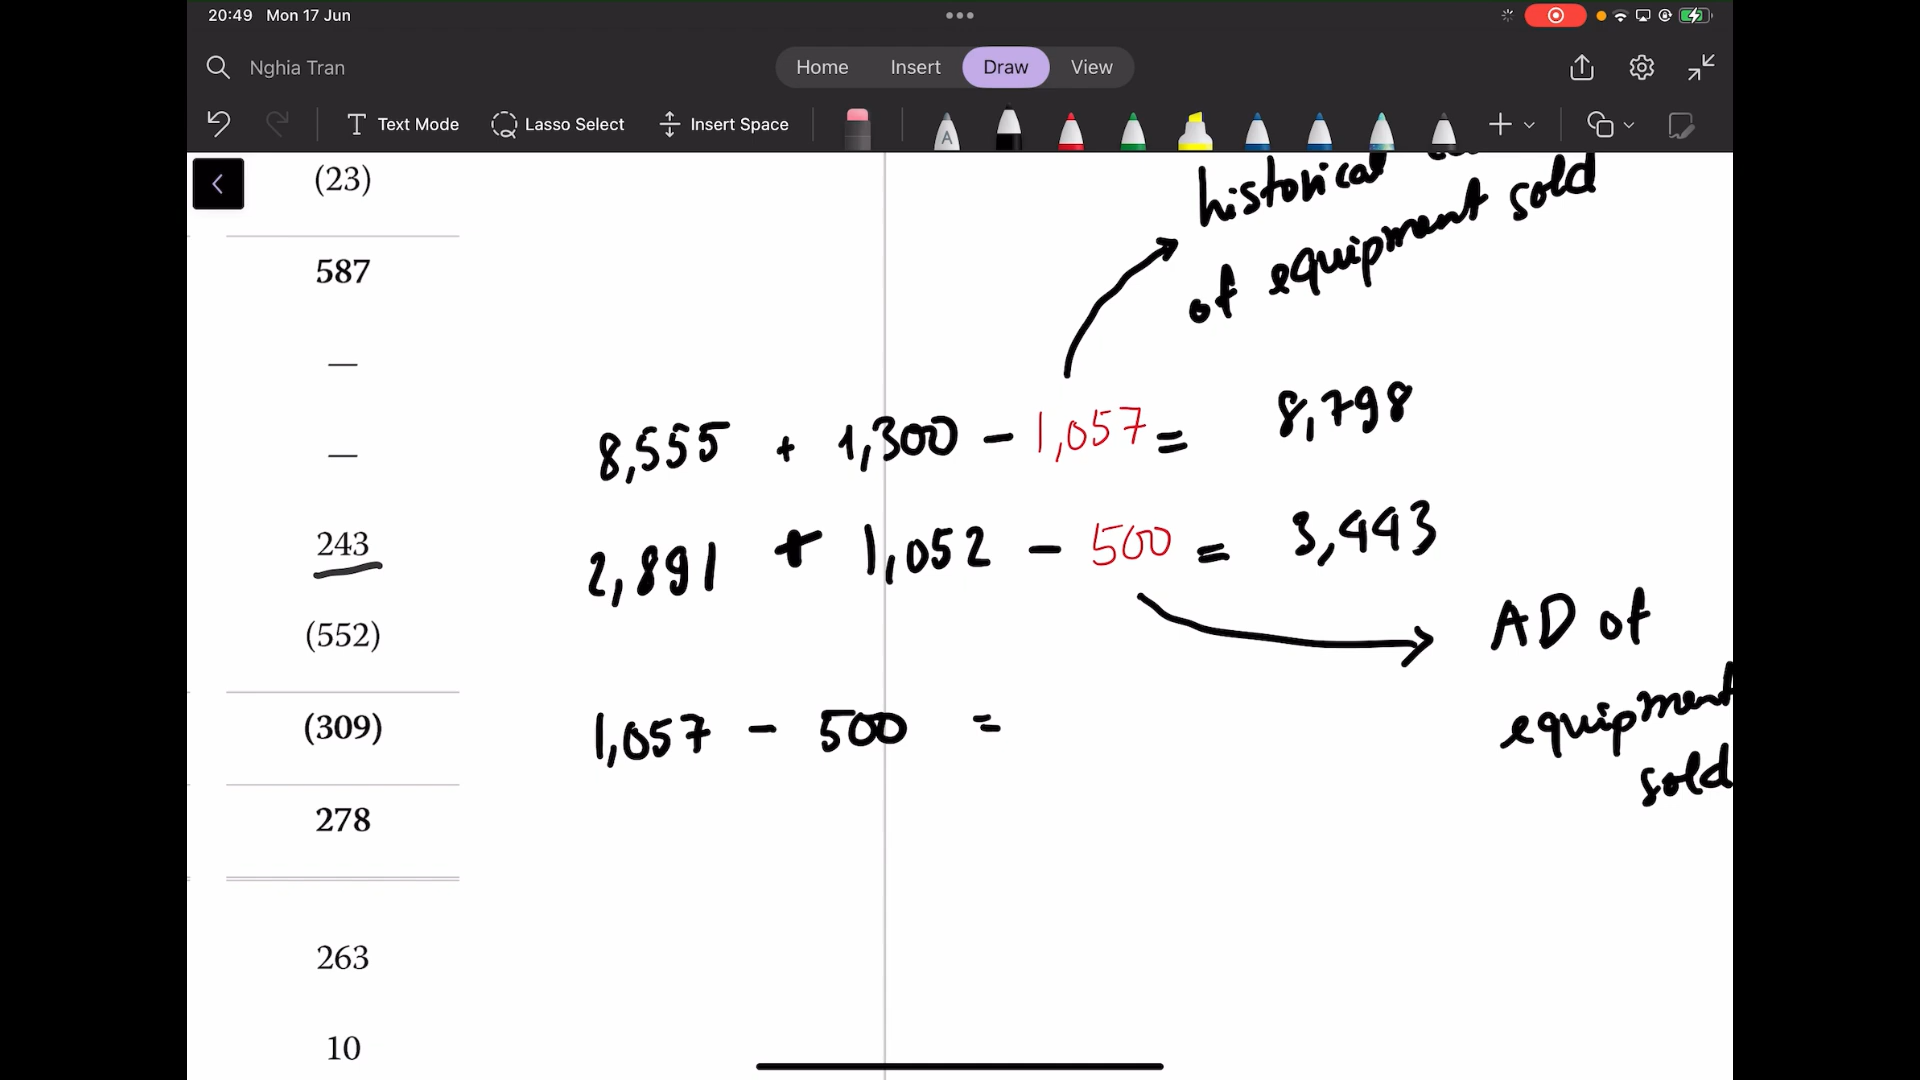 20:49 Mon 17 Jun
Nghia Tran
Home Insert Draw View
Text Mode Lasso Select Insert Space
A
(23)
587
—
—
243
(552)
(309)
278
263
10
historical
of equipment sold
8,555 + 1,300 - 1,057 = 8,798
2,891 + 1,052 - 500 = 3,443
AD of
equipment
sold
1,057 - 500 =